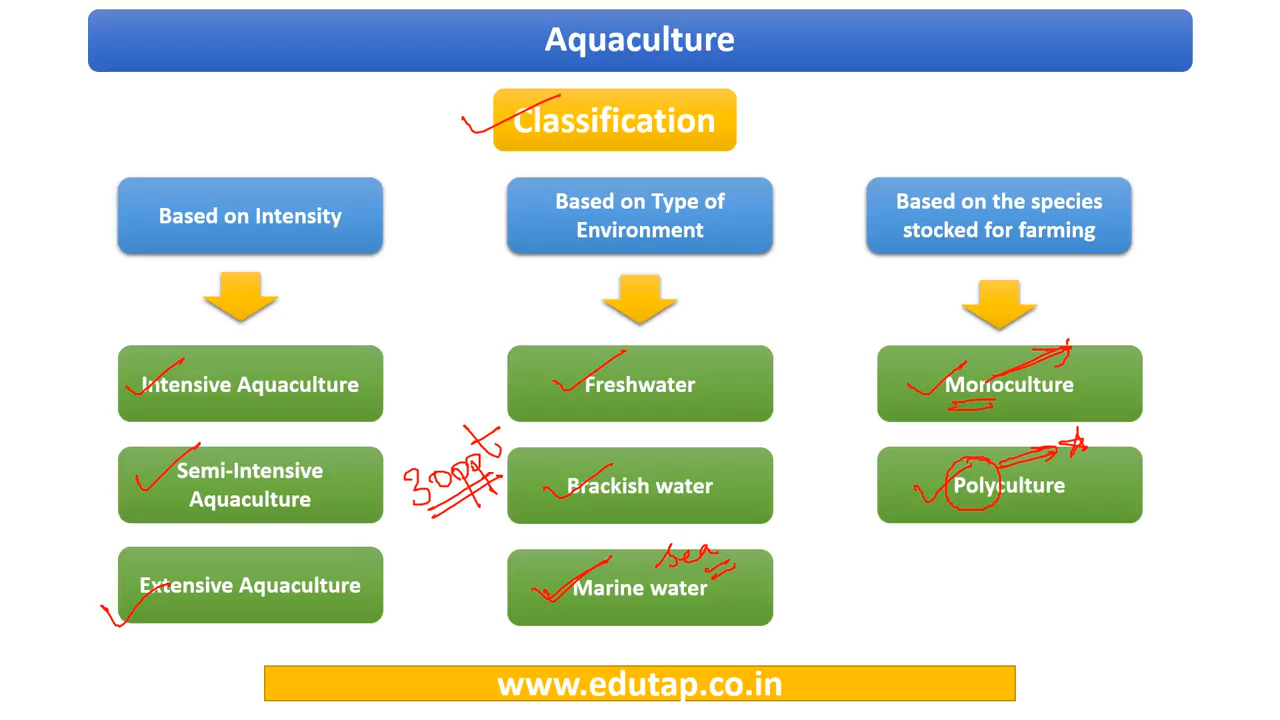 Aquaculture
Classification
Based on Intensity
Intensive Aquaculture
Semi-Intensive
Aquaculture
Extensive Aquaculture
Based on Type of
Environment
Freshwater
Brackish water
Marine water
sea
Based on the species
stocked for farming
Monoculture
Polyculture
www.edutap.co.in